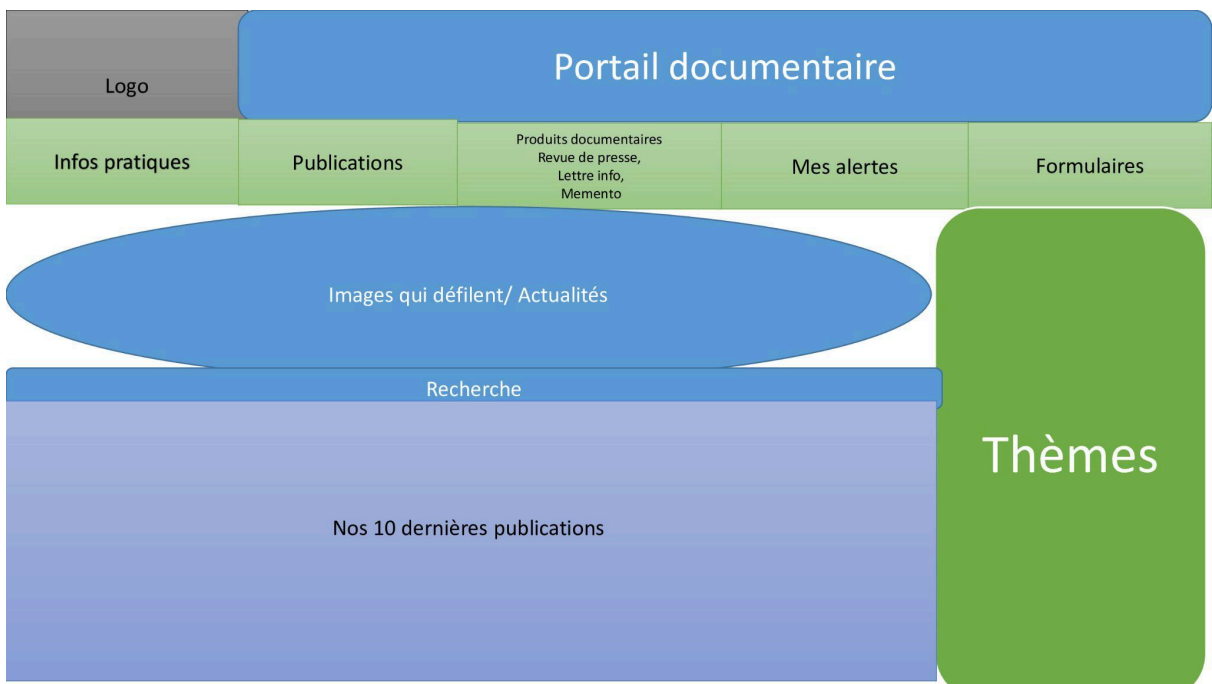 Logo
Portail documentaire
Infos pratiques
Publications
Produits documentaires
Revue de presse,
Lettre info,
Memento
Mes alertes
Formulaires
Images qui défilent/ Actualités
Recherche
Nos 10 dernières publications
Thèmes